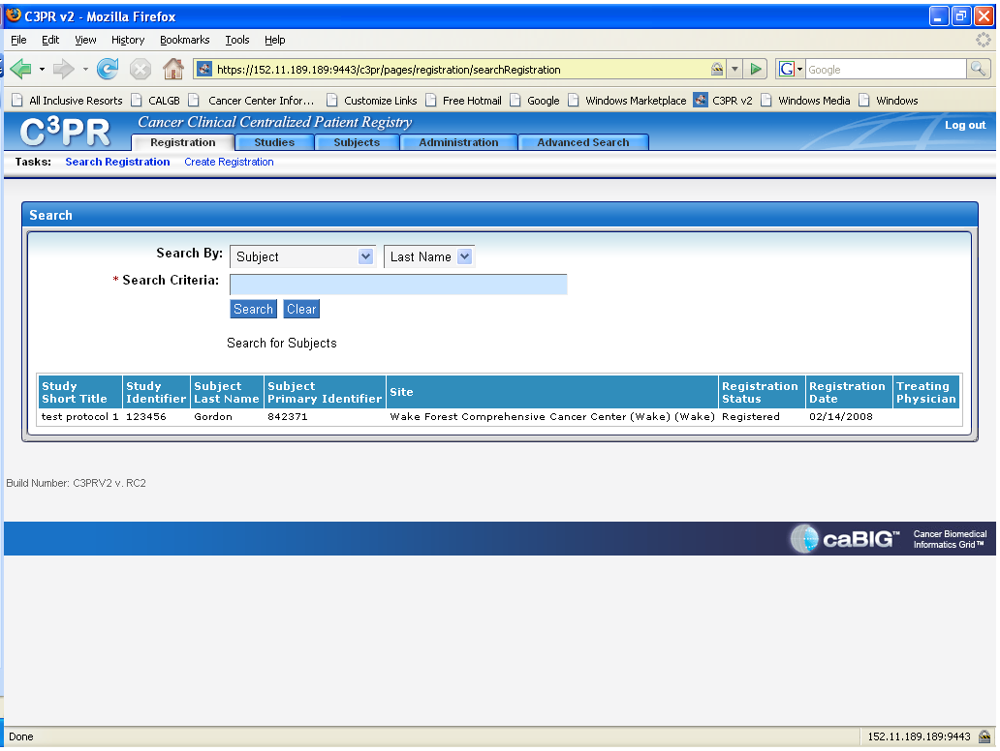 C3PR v2 - Mozilla Firefox
File Edit View History Bookmarks Tools Help
https://152.11.189.189:9443/c3pr/pages/registration/searchRegistration
G Google
All Inclusive Resorts CALGB Cancer Center Infor... Customize Links Free Hotmail Google Windows Marketplace C3PR v2 Windows Media Windows
C3PR Cancer Clinical Centralized Patient Registry Log out
Registration Studies Subjects Administration Advanced Search
Tasks: Search Registration Create Registration
Search
Search By: Subject Last Name
* Search Criteria:
Search Clear
Search for Subjects
Study Short Title Study Identifier Subject Last Name Subject Primary Identifier Site Registration Status Registration Date Treating Physician
test protocol 1 123456 Gordon 842371 Wake Forest Comprehensive Cancer Center (Wake) (Wake) Registered 02/14/2008
Build Number: C3PRV2 v. RC2
caBIG™ Cancer Biomedical
Informatics Grid™
Done 152.11.189.189:9443